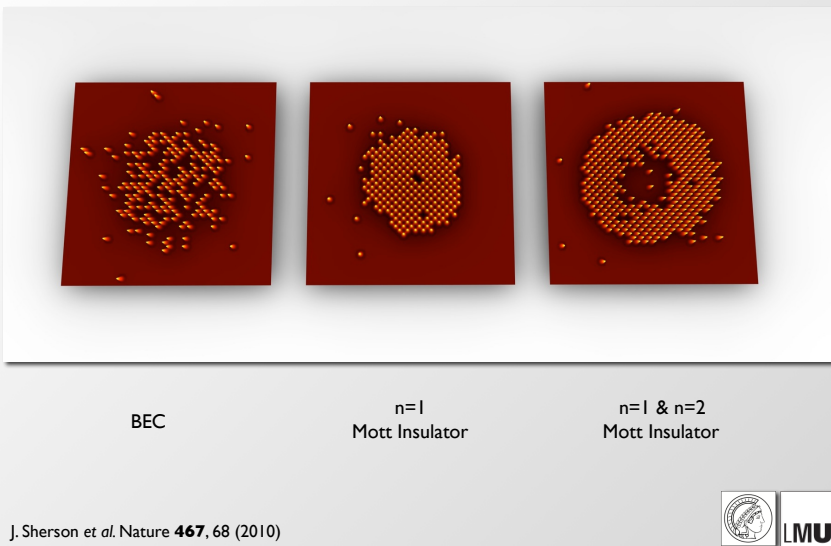 BEC
n=1
Mott Insulator
n=1 & n=2
Mott Insulator
J. Sherson et al. Nature 467, 68 (2010)
LMU